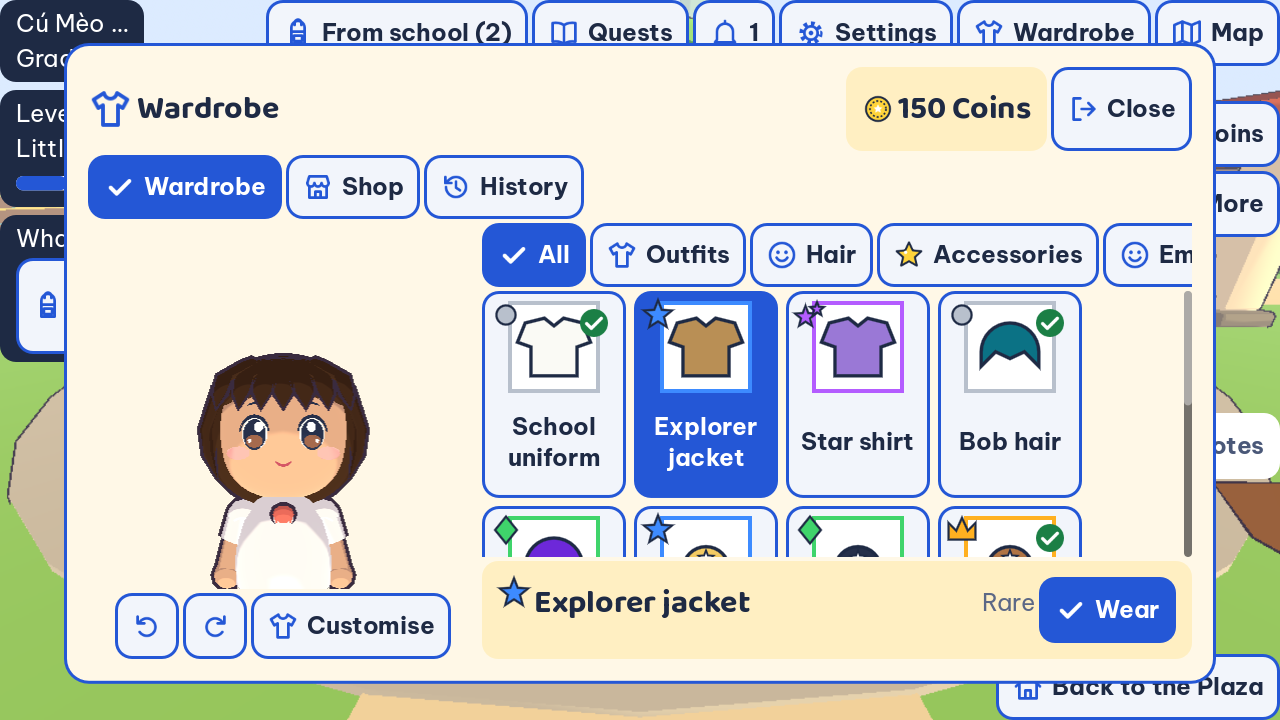 Cú Mèo ...
From school (2)
Quests
1
Settings
Wardrobe
Map
Wardrobe
150 Coins
Close
Wardrobe
Shop
History
All
Outfits
Hair
Accessories
School
uniform
Explorer
jacket
Star shirt
Bob hair
Explorer jacket
Rare
Wear
Customise
Back to the Plaza